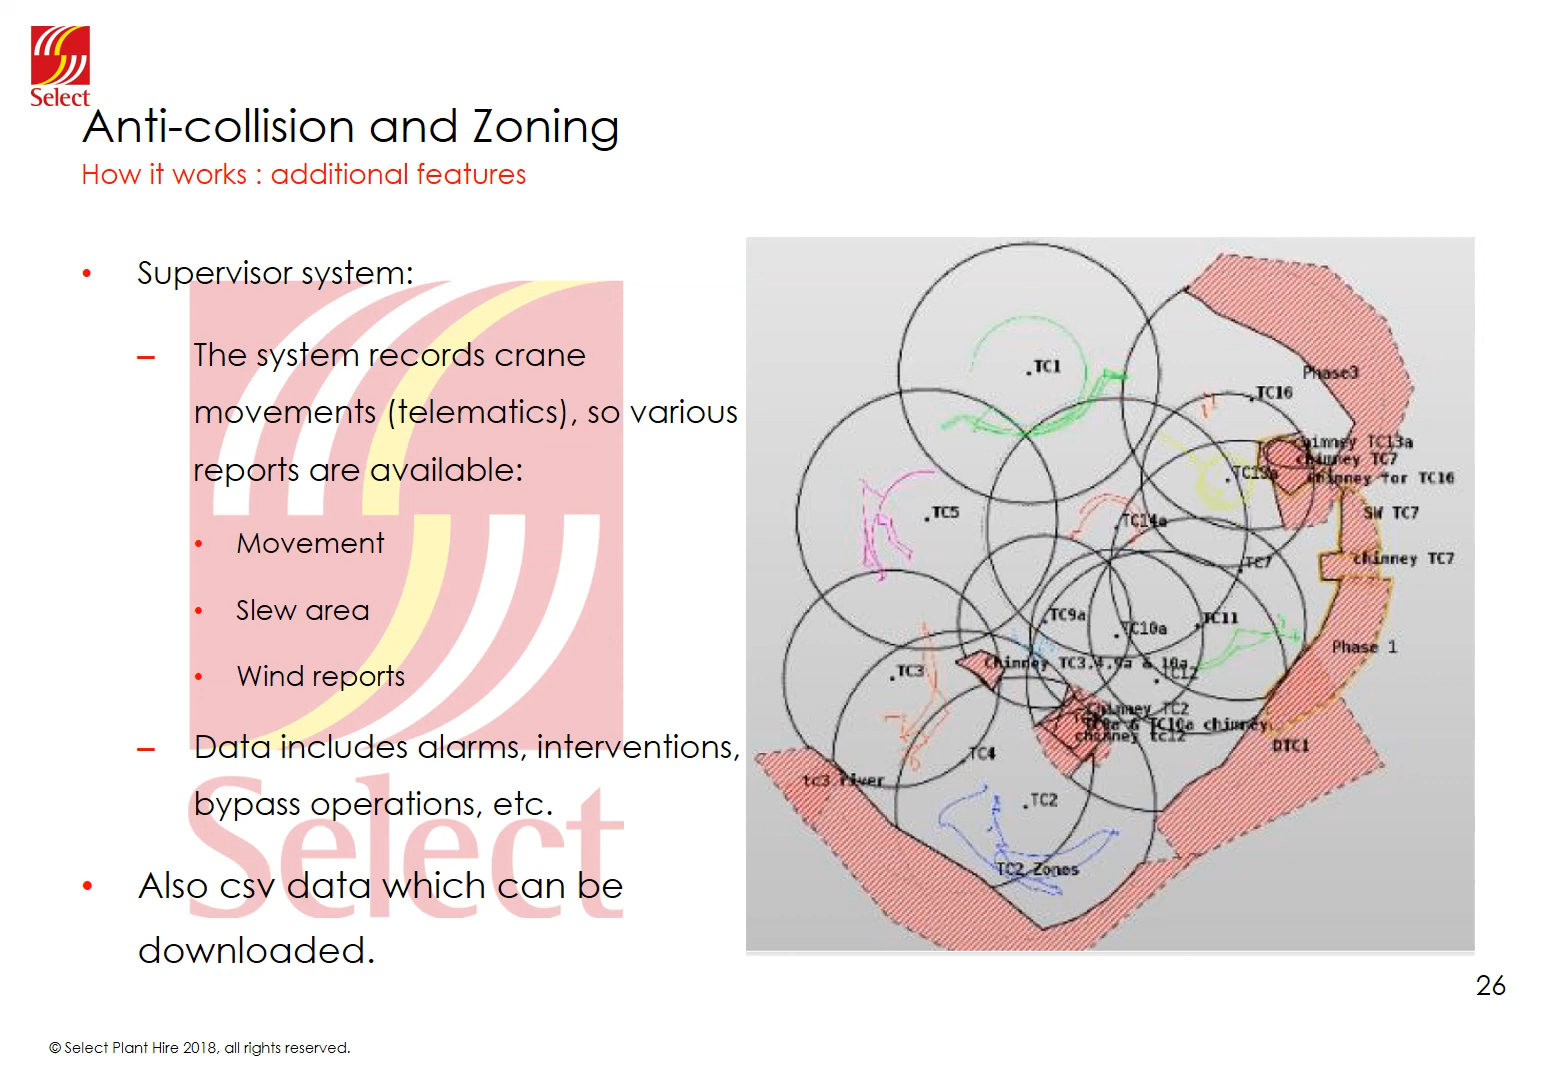 Select
Anti-collision and Zoning
How it works : additional features
• Supervisor system:
– The system records crane
movements (telematics), so various
reports are available:
• Movement
• Slew area
• Wind reports
– Data includes alarms, interventions,
bypass operations, etc.
• Also csv data which can be
downloaded.
Select
TC1
Phase3
TC16
chimney TC13a
chimney TC7
chimney for TC16
TC13a
TC5
TC14a
SW TC7
chimney TC7
TC7
TC9a
TC10a
TC11
Phase 1
Chinney TC3.4.9a & 10a
TC3
TC12
Chimney TC2
TC9a & TC10a chimney
chimney tc12
DTC1
TC4
tc3 river
TC2
TC2 Zones
26
© Select Plant Hire 2018, all rights reserved.